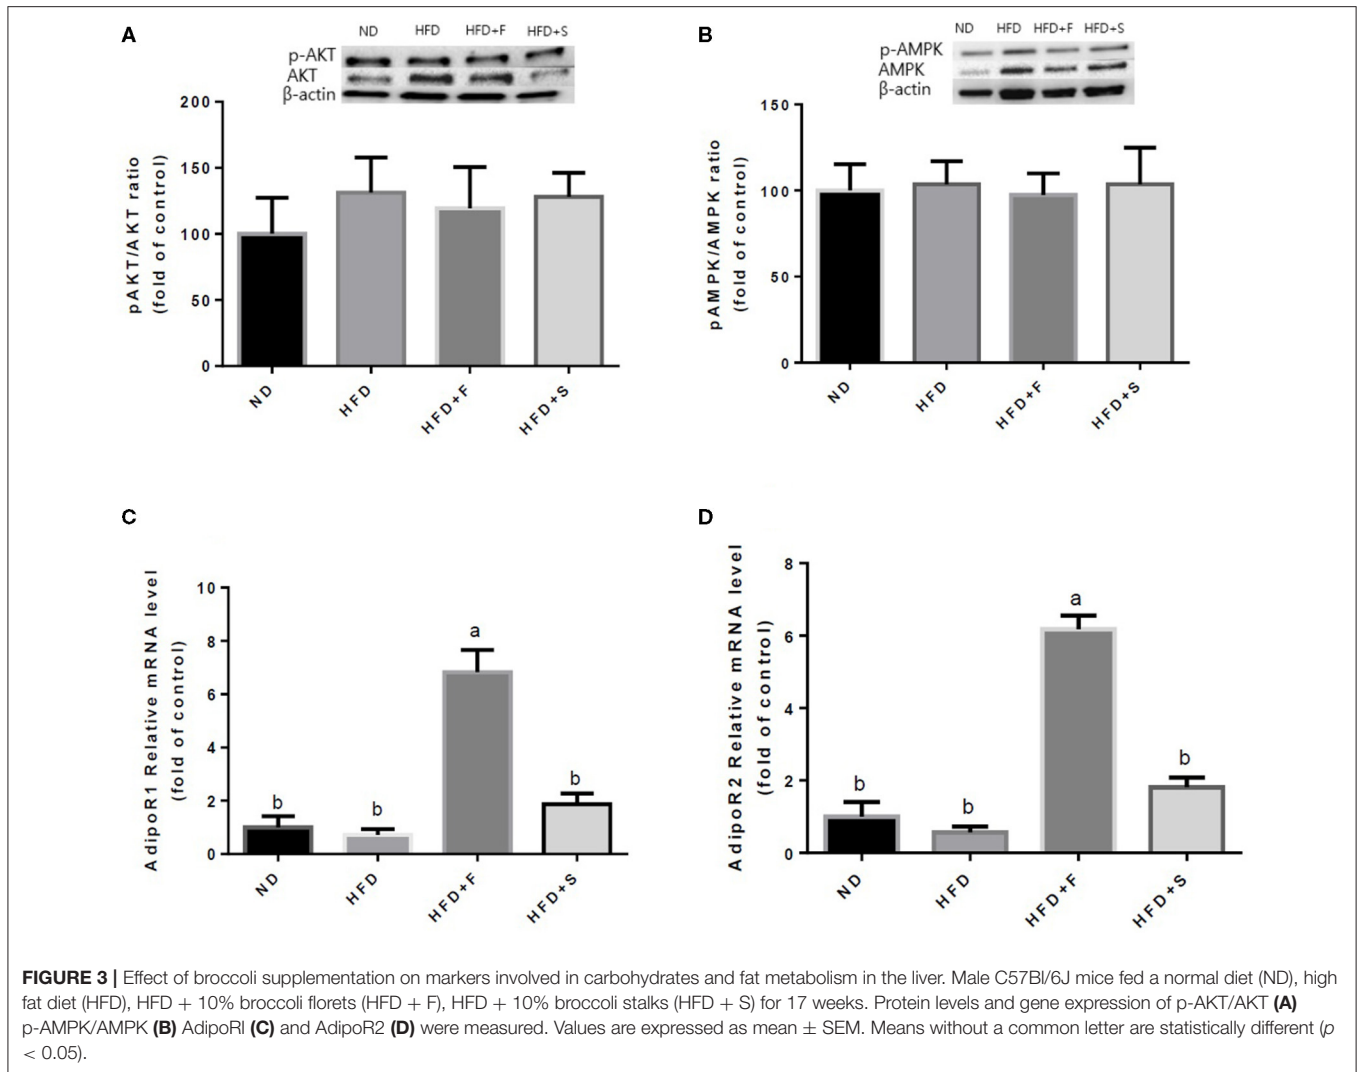 A
ND HFD HFD+F HFD+S
p-AKT
AKT
β-actin
pAKT/AKT ratio
(fold of control)
200
150
100
50
0
ND HFD HFD+F HFD+S
B
ND HFD HFD+F HFD+S
p-AMPK
AMPK
β-actin
pAMPK/AMPK ratio
(fold of control)
150
100
50
0
ND HFD HFD+F HFD+S
C
AdipoR1 Relative mRNA level
(fold of control)
10
8
6
4
2
0
b b a b
ND HFD HFD+F HFD+S
D
AdipoR2 Relative mRNA level
(fold of control)
8
6
4
2
0
b b a b
ND HFD HFD+F HFD+S
FIGURE 3 | Effect of broccoli supplementation on markers involved in carbohydrates and fat metabolism in the liver. Male C57Bl/6J mice fed a normal diet (ND), high
fat diet (HFD), HFD + 10% broccoli florets (HFD + F), HFD + 10% broccoli stalks (HFD + S) for 17 weeks. Protein levels and gene expression of p-AKT/AKT (A)
p-AMPK/AMPK (B) AdipoRl (C) and AdipoR2 (D) were measured. Values are expressed as mean ± SEM. Means without a common letter are statistically different (p
< 0.05).